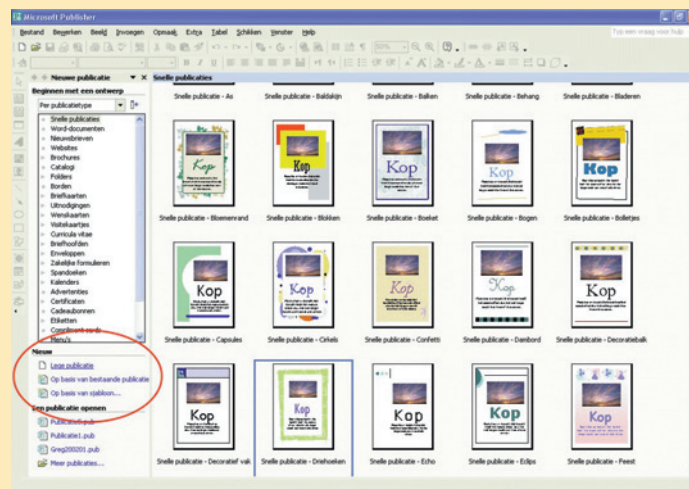 Microsoft Publisher
Bestand Bewerken Beeld Invoegen Opmaak Extra Tabel Schikken Venster Help
Typ een vraag voor hulp
Nieuwe publicatie
Snelle publicaties
Beginnen met een ontwerp
Per publicatietype
Snelle publicaties
Word-documenten
Nieuwsbrieven
Websites
Brochures
Catalogi
Folders
Borden
Briefkaarten
Uitnodigingen
Wenskaarten
Visitekaartjes
Curricula vitae
Briefhoofden
Enveloppen
Zakelijke formulieren
Spandoeken
Kalenders
Advertenties
Certificaten
Cadeaubonnen
Etiketten
Compliment cards
Menu's
Nieuw
Lege publicatie
Op basis van bestaande publicatie
Op basis van sjabloon...
Een publicatie openen
Publicatie1.pub
Greg200201.pub
Meer publicaties...
Snelle publicatie - As
Snelle publicatie - Baldakijn
Snelle publicatie - Balken
Snelle publicatie - Behang
Snelle publicatie - Bladeren
Kop
Kop
Kop
Kop
Kop
Snelle publicatie - Bloemenrand
Snelle publicatie - Blokken
Snelle publicatie - Boeket
Snelle publicatie - Bogen
Snelle publicatie - Bolletjes
Kop
Kop
Kop
Kop
Kop
Snelle publicatie - Capsules
Snelle publicatie - Cirkels
Snelle publicatie - Confetti
Snelle publicatie - Dambord
Snelle publicatie - Decoratiebalk
Kop
Kop
Kop
Kop
Kop
Snelle publicatie - Decoratief vak
Snelle publicatie - Driehoeken
Snelle publicatie - Echo
Snelle publicatie - Eclips
Snelle publicatie - Feest